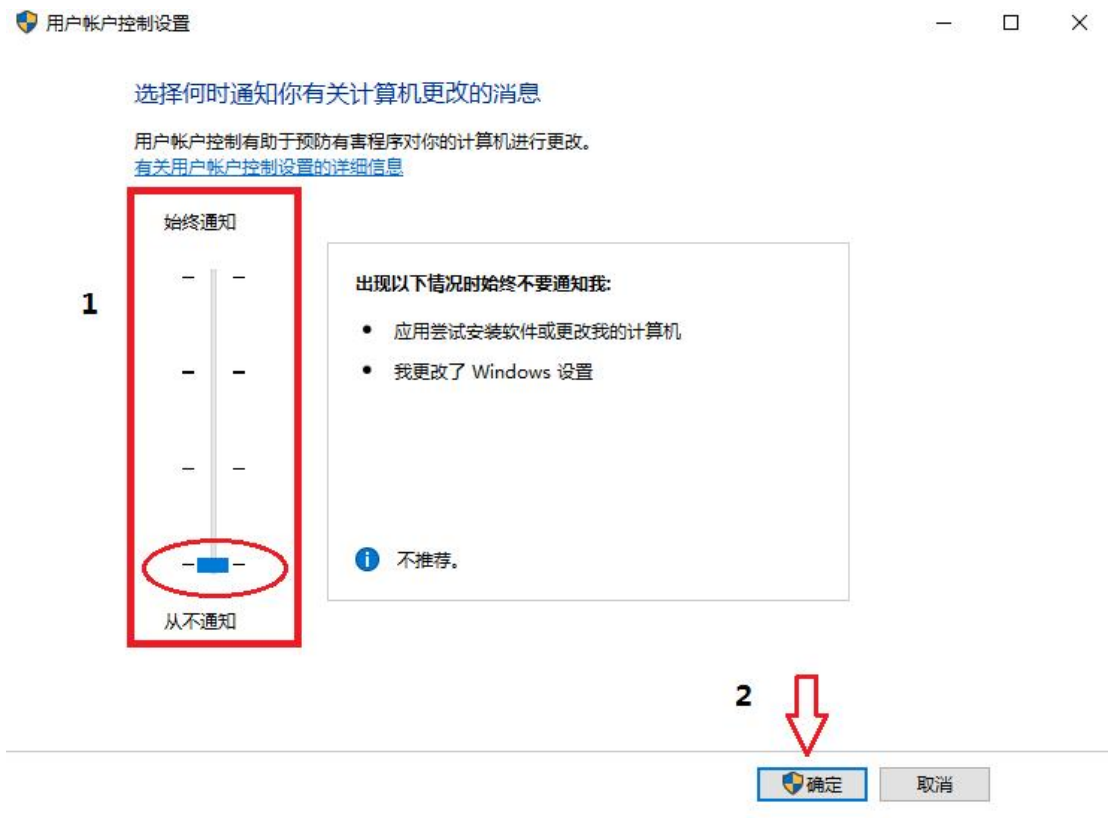 用户帐户控制设置
选择何时通知你有关计算机更改的消息
用户帐户控制有助于预防有害程序对你的计算机进行更改。
有关用户帐户控制设置的详细信息
始终通知
1
出现以下情况时始终不要通知我:
应用尝试安装软件或更改我的计算机
我更改了 Windows 设置
不推荐。
从不通知
2
确定
取消